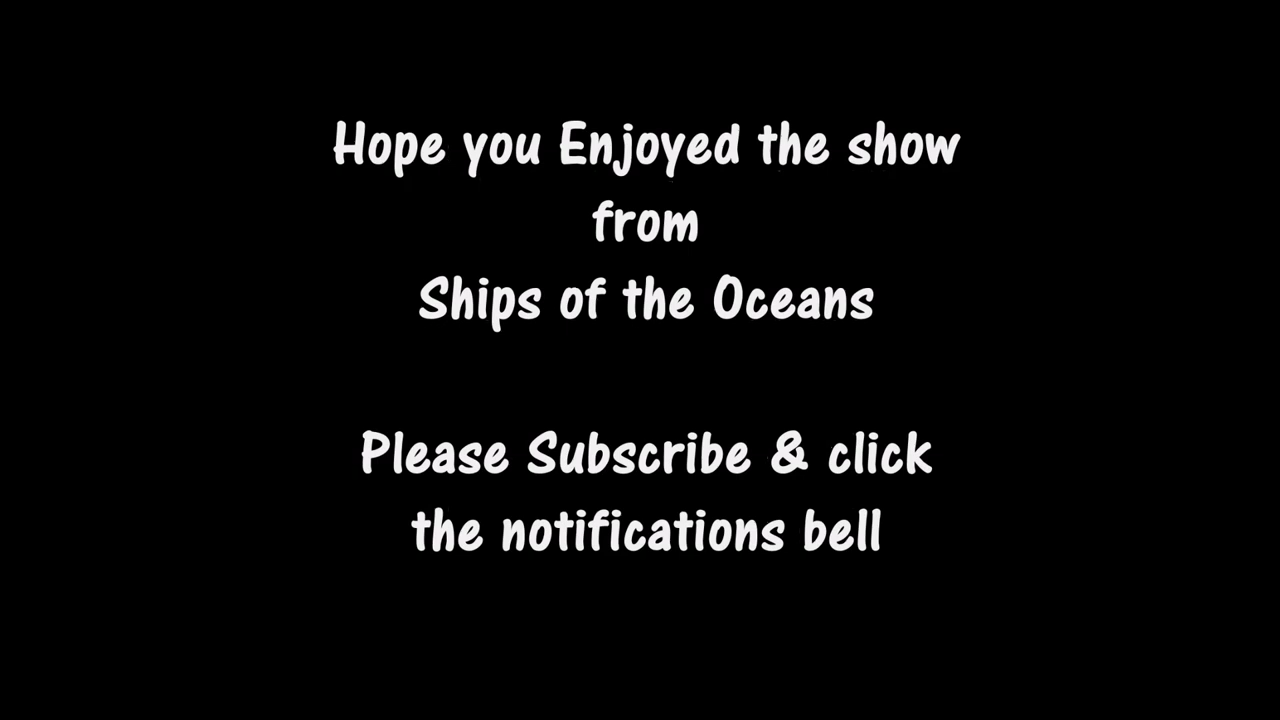 Hope you Enjoyed the show
from
Ships of the Oceans
Please Subscribe & click
the notifications bell